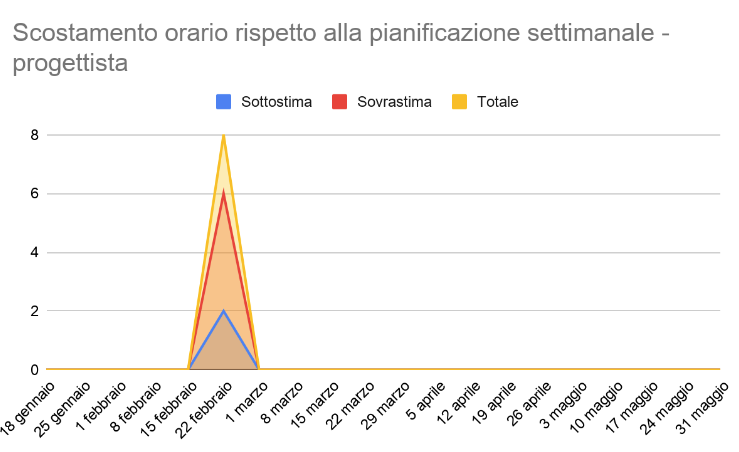 Scostamento orario rispetto alla pianificazione settimanale -
progettista
Sottostima Sovrastima Totale
8
6
4
2
0
18 gennaio
25 gennaio
1 febbraio
8 febbraio
15 febbraio
22 febbraio
1 marzo
8 marzo
15 marzo
22 marzo
29 marzo
5 aprile
12 aprile
19 aprile
26 aprile
3 maggio
10 maggio
17 maggio
24 maggio
31 maggio